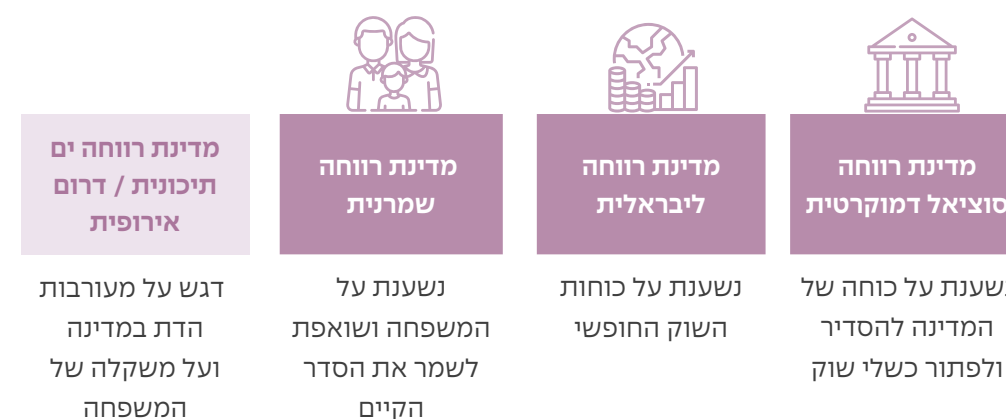 מדינת רווחה
סוציאל דמוקרטית
נשענת על כוחה של
המדינה להסדיר
ולפתור כשלי שוק
מדינת רווחה
ליבראלית
נשענת על כוחות
השוק החופשי
מדינת רווחה
שמרנית
נשענת על
המשפחה ושואפת
לשמר את הסדר
הקיים
מדינת רווחה ים
תיכונית / דרום
אירופית
דגש על מעורבות
הדת במדינה
ועל משקלה של
המשפחה